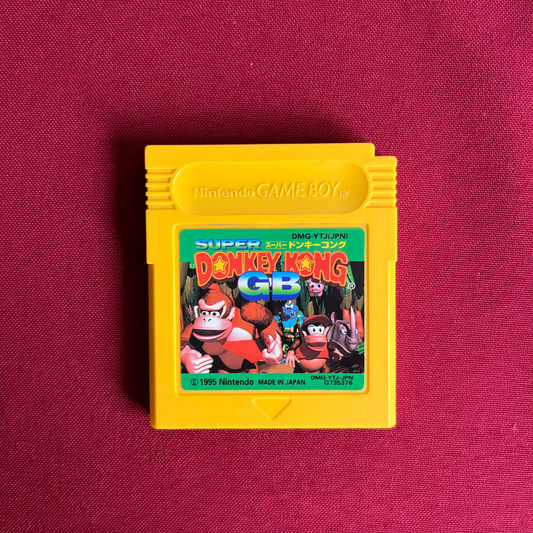 Nintendo GAME BOY™
DMG-YTJ(JPN)
SUPER スーパー ドンキーコング
DONKEY KONG
GB
©1995 Nintendo MADE IN JAPAN
DMG-YTJ-JPN
G735376